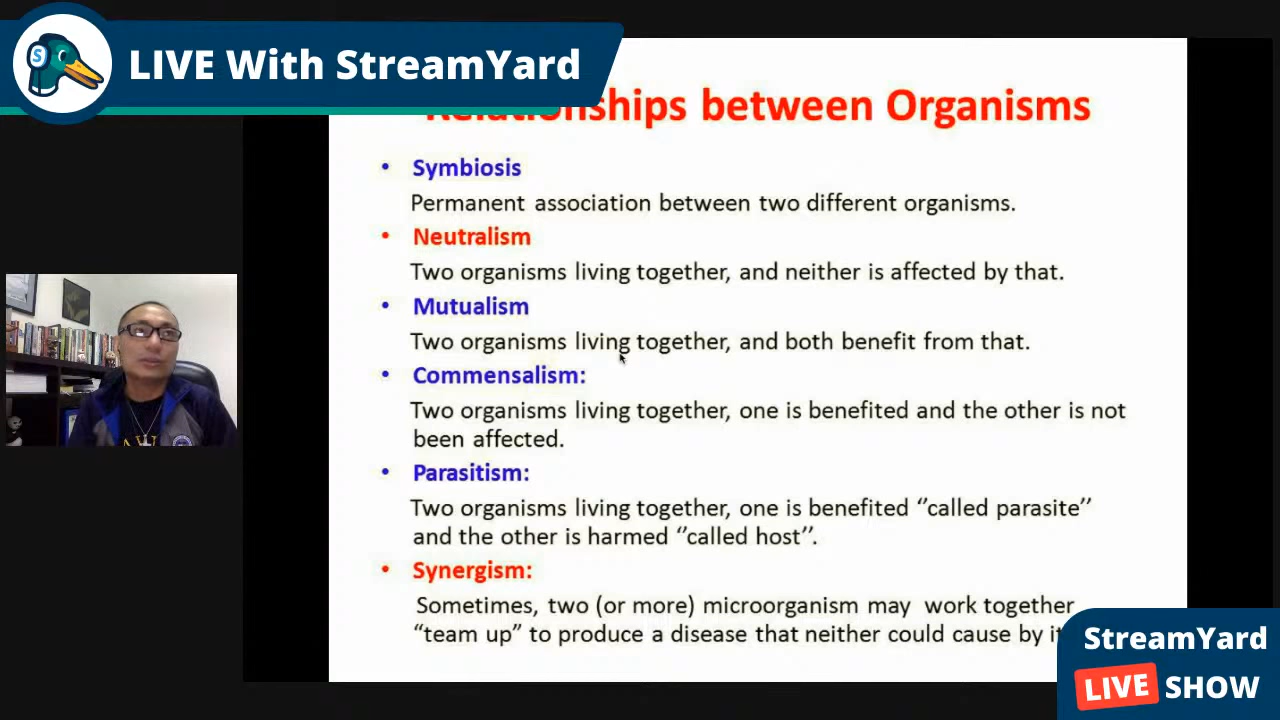 LIVE With StreamYard
Relationships between Organisms
• Symbiosis
Permanent association between two different organisms.
• Neutralism
Two organisms living together, and neither is affected by that.
• Mutualism
Two organisms living together, and both benefit from that.
• Commensalism:
Two organisms living together, one is benefited and the other is not
been affected.
• Parasitism:
Two organisms living together, one is benefited ‘’called parasite’’
and the other is harmed ‘’called host’’.
• Synergism:
Sometimes, two (or more) microorganism may work together
“team up” to produce a disease that neither could cause by
StreamYard
LIVE SHOW